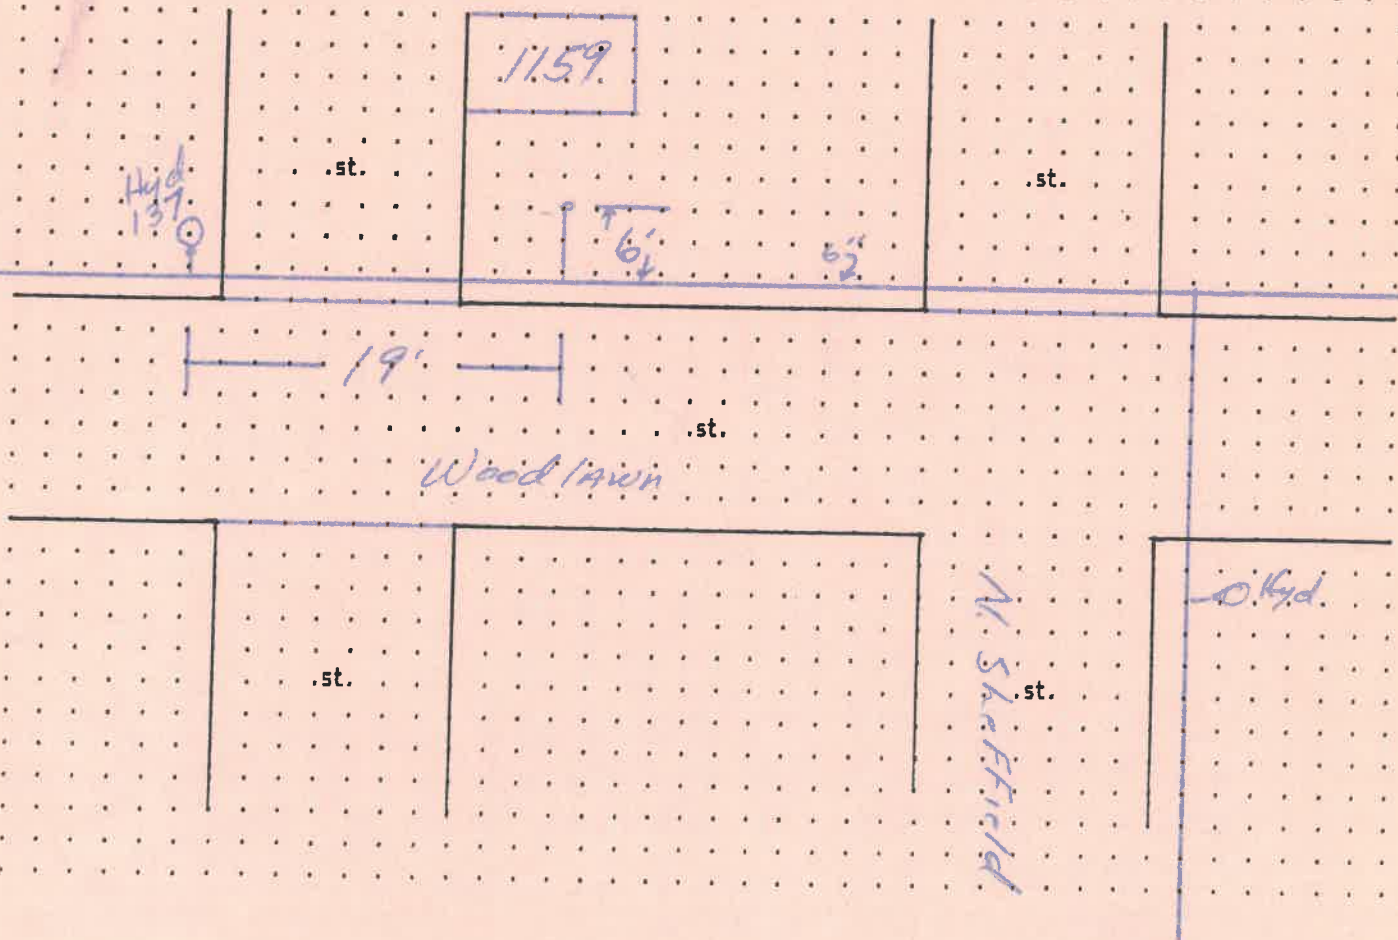 1159
.st.
.st.
Hyd
137
6'
6"
19'
.st.
Woodlawn
Hyd.
N. Sheffield
.st.
.st.